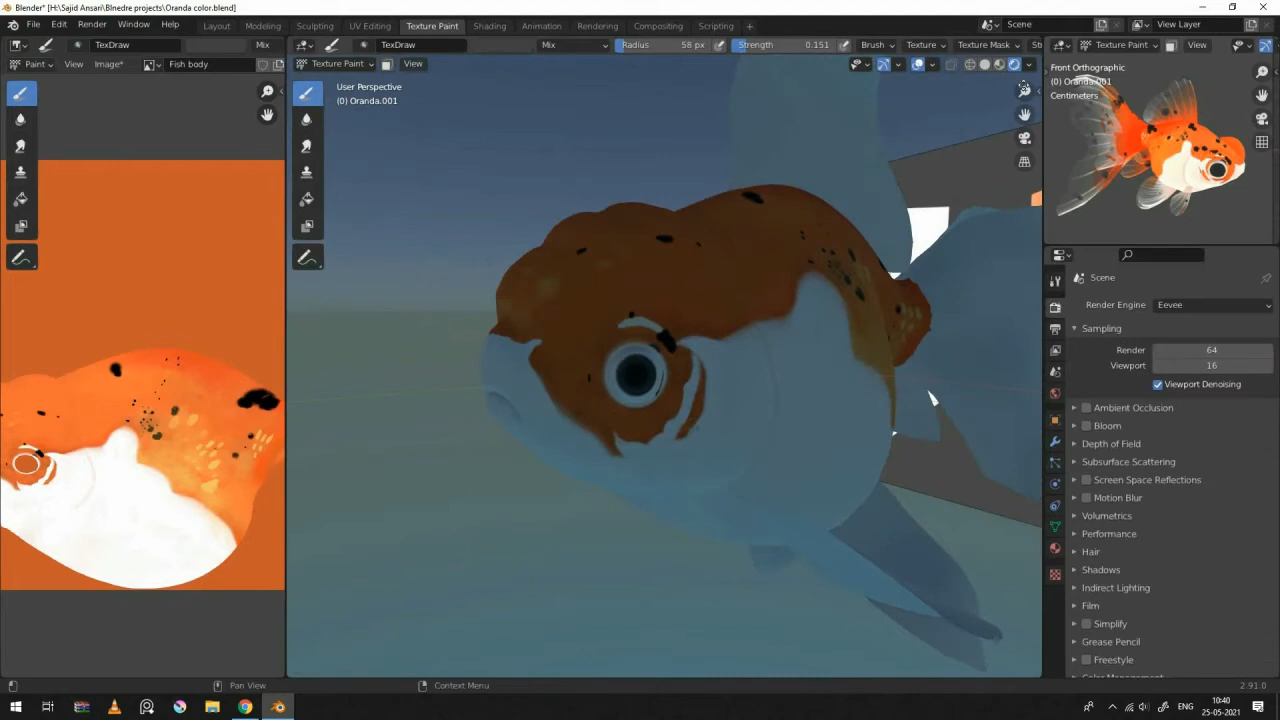 Blender* [H:\Sajid Ansari\Blnedre projects\Oranda color.blend]
File Edit Render Window Help Layout Modeling Sculpting UV Editing Texture Paint Shading Animation Rendering Compositing Scripting Scene View Layer
TexDraw Mix TexDraw Mix Radius 58 px Strength 0.151 Brush Texture Texture Mask St Texture Paint View
Paint View Image* Fish body Texture Paint View
User Perspective
(0) Oranda.001
Front Orthographic
(0) Oranda.001
Centimeters
Scene
Render Engine Eevee
Sampling
Render 64
Viewport 16
Viewport Denoising
Ambient Occlusion
Bloom
Depth of Field
Subsurface Scattering
Screen Space Reflections
Motion Blur
Volumetrics
Performance
Hair
Shadows
Indirect Lighting
Film
Simplify
Grease Pencil
Freestyle
Color Management
Pan View Context Menu 2.91.0
ENG 10:40
25-05-2021